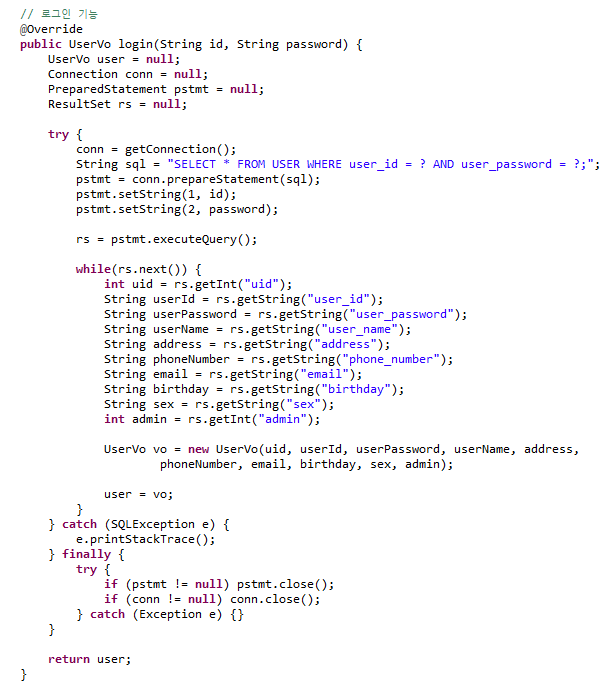 // 로그인 기능
@Override
public UserVo login(String id, String password) {
    UserVo user = null;
    Connection conn = null;
    PreparedStatement pstmt = null;
    ResultSet rs = null;

    try {
        conn = getConnection();
        String sql = "SELECT * FROM USER WHERE user_id = ? AND user_password = ?;";
        pstmt = conn.prepareStatement(sql);
        pstmt.setString(1, id);
        pstmt.setString(2, password);

        rs = pstmt.executeQuery();

        while(rs.next()) {
            int uid = rs.getInt("uid");
            String userId = rs.getString("user_id");
            String userPassword = rs.getString("user_password");
            String userName = rs.getString("user_name");
            String address = rs.getString("address");
            String phoneNumber = rs.getString("phone_number");
            String email = rs.getString("email");
            String birthday = rs.getString("birthday");
            String sex = rs.getString("sex");
            int admin = rs.getInt("admin");

            UserVo vo = new UserVo(uid, userId, userPassword, userName, address,
                    phoneNumber, email, birthday, sex, admin);

            user = vo;
        }
    } catch (SQLException e) {
        e.printStackTrace();
    } finally {
        try {
            if (pstmt != null) pstmt.close();
            if (conn != null) conn.close();
        } catch (Exception e) {}
    }

    return user;
}